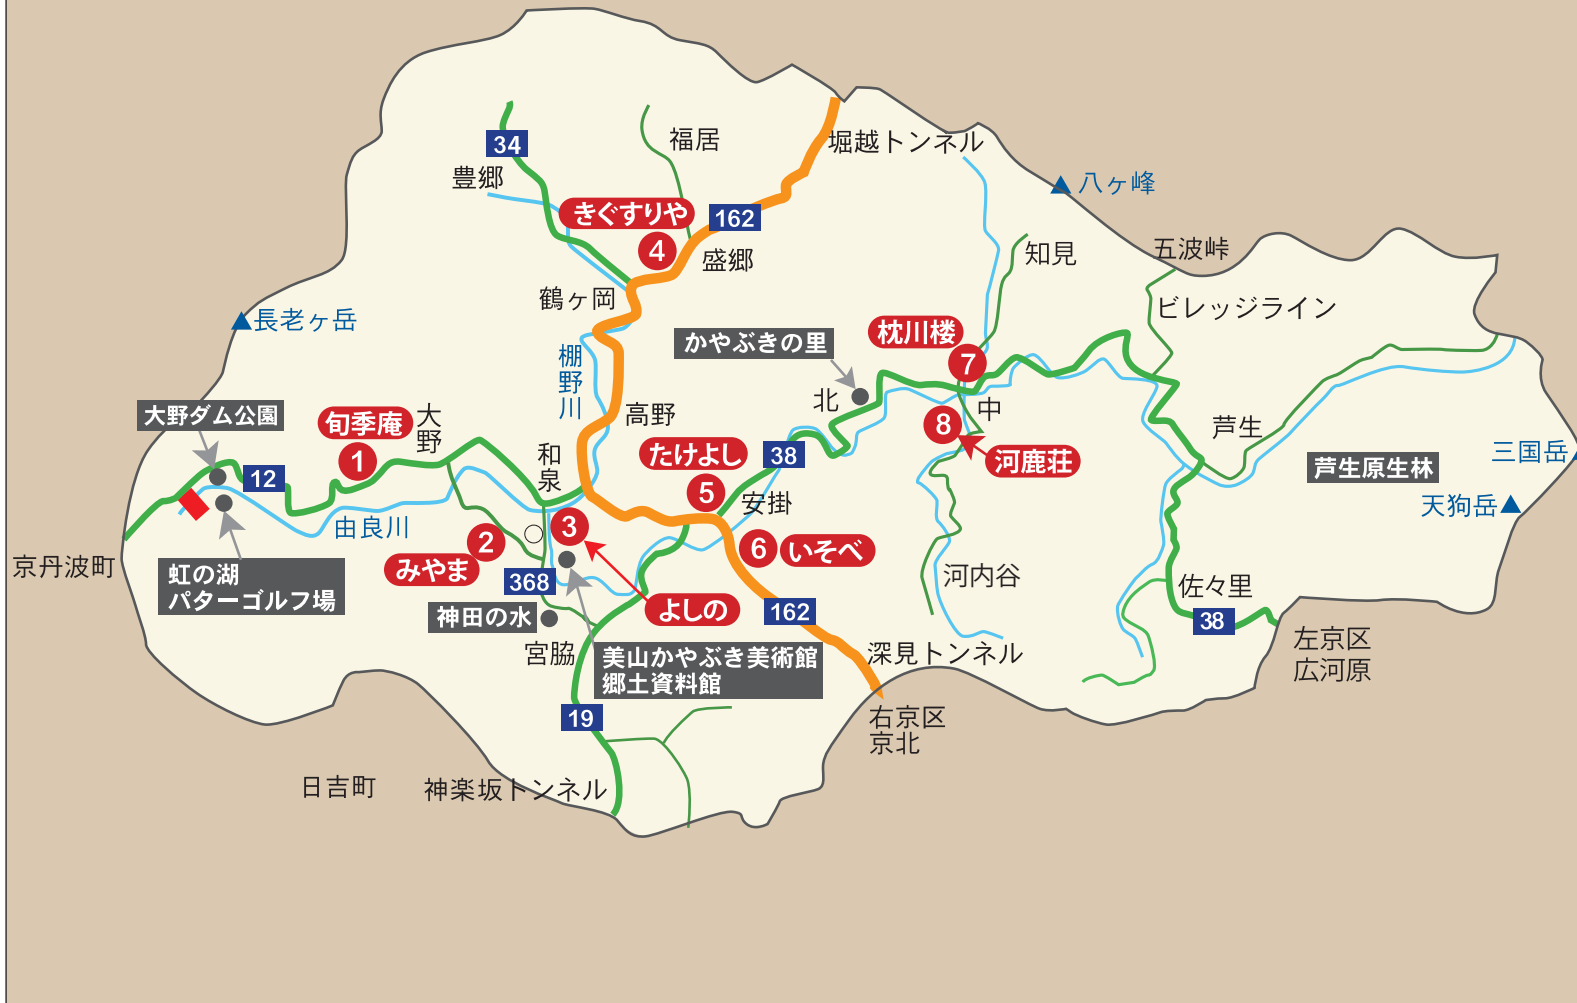 34
福居
堀越トンネル
豊郷
八ヶ峰
きぐすりや
162
4
盛郷
五波峠
知見
鶴ヶ岡
ビレッジライン
長老ヶ岳
かやぶきの里
枕川楼
7
棚野川
北
中
大野ダム公園
旬季庵
大野
高野
8
芦生
1
和泉
たけよし
38
河鹿荘
三国岳
芦生原生林
12
5
安掛
天狗岳
由良川
3
2
6
いそべ
京丹波町
虹の湖
パターゴルフ場
みやま
368
河内谷
佐々里
神田の水
よしの
162
38
宮脇
美山かやぶき美術館
郷土資料館
深見トンネル
左京区
広河原
19
右京区
京北
日吉町
神楽坂トンネル